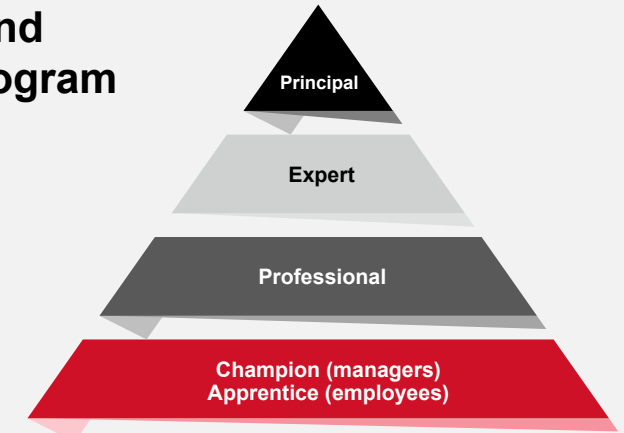 nd
ogram
Principal
Expert
Professional
Champion (managers)
Apprentice (employees)